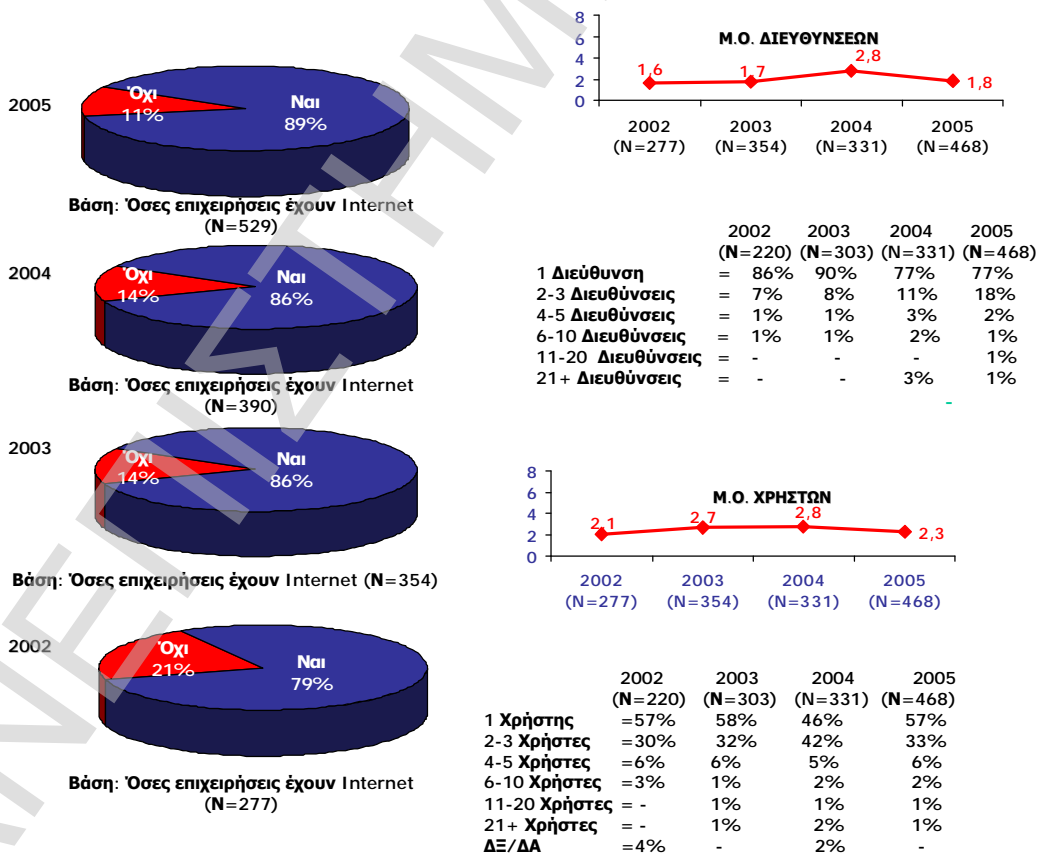 2005
Όχι
11%
Ναι
89%
Βάση: Όσες επιχειρήσεις έχουν Internet
(N=529)
2004
Όχι
14%
Ναι
86%
Βάση: Όσες επιχειρήσεις έχουν Internet
(N=390)
2003
Όχι
14%
Ναι
86%
Βάση: Όσες επιχειρήσεις έχουν Internet (N=354)
2002
Όχι
21%
Ναι
79%
Βάση: Όσες επιχειρήσεις έχουν Internet
(N=277)
Μ.Ο. ΔΙΕΥΘΥΝΣΕΩΝ
8
6
4
2
0
1,6 1,7 2,8 1,8
2002 2003 2004 2005
(N=277) (N=354) (N=331) (N=468)
2002 2003 2004 2005
(N=220) (N=303) (N=331) (N=468)
1 Διεύθυνση = 86% 90% 77% 77%
2-3 Διευθύνσεις = 7% 8% 11% 18%
4-5 Διευθύνσεις = 1% 1% 3% 2%
6-10 Διευθύνσεις = 1% 1% 2% 1%
11-20 Διευθύνσεις = - - - 1%
21+ Διευθύνσεις = - - 3% 1%
-
Μ.Ο. ΧΡΗΣΤΩΝ
8
6
4
2
0
2,1 2,7 2,8 2,3
2002 2003 2004 2005
(N=277) (N=354) (N=331) (N=468)
2002 2003 2004 2005
(N=220) (N=303) (N=331) (N=468)
1 Χρήστης =57% 58% 46% 57%
2-3 Χρήστες =30% 32% 42% 33%
4-5 Χρήστες =6% 6% 5% 6%
6-10 Χρήστες =3% 1% 2% 2%
11-20 Χρήστες = - 1% 1% 1%
21+ Χρήστες = - 1% 2% 1%
ΔΞ/ΔΑ =4% - 2% -